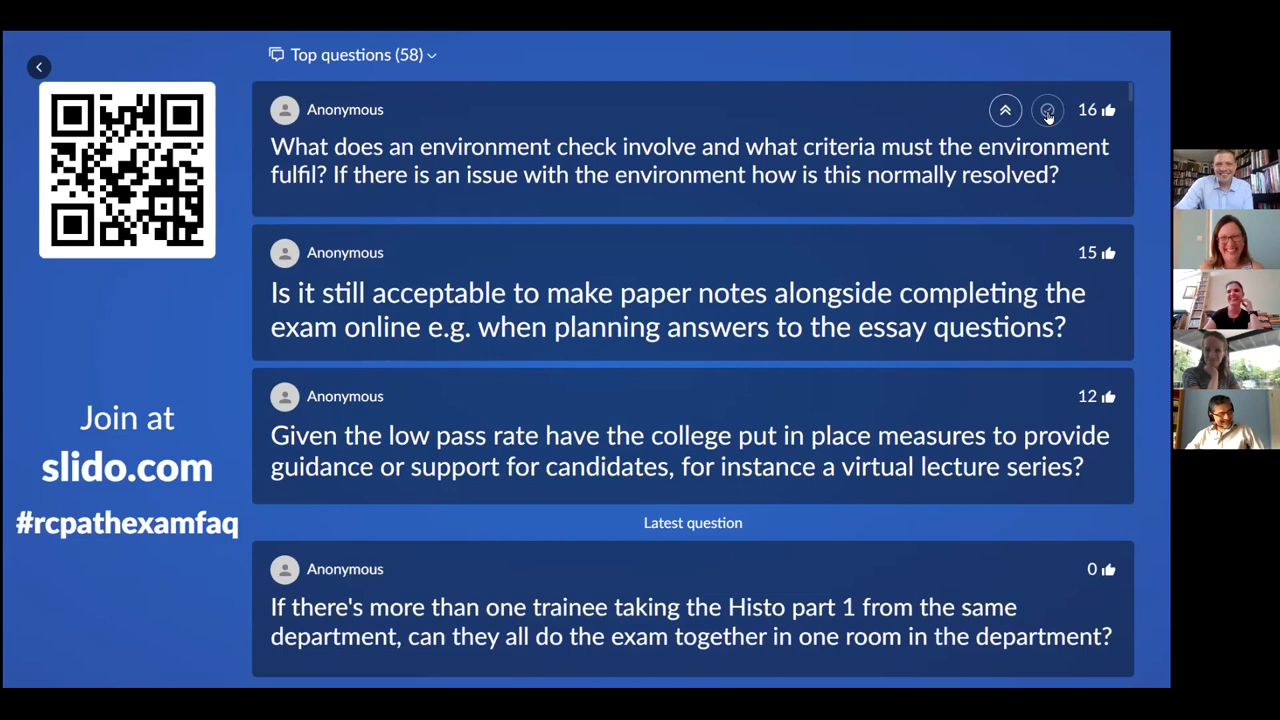 Top questions (58)
Anonymous
16
What does an environment check involve and what criteria must the environment
fulfil? If there is an issue with the environment how is this normally resolved?
Anonymous
15
Is it still acceptable to make paper notes alongside completing the
exam online e.g. when planning answers to the essay questions?
Anonymous
12
Given the low pass rate have the college put in place measures to provide
guidance or support for candidates, for instance a virtual lecture series?
Latest question
Anonymous
0
If there's more than one trainee taking the Histo part 1 from the same
department, can they all do the exam together in one room in the department?
Join at
slido.com
#rcpathexamfaq